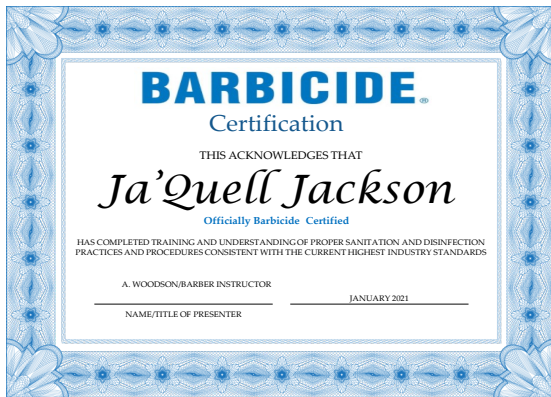 BARBICIDE®
Certification
THIS ACKNOWLEDGES THAT
Ja'Quell Jackson
Officially Barbicide Certified
HAS COMPLETED TRAINING AND UNDERSTANDING OF PROPER SANITATION AND DISINFECTION
PRACTICES AND PROCEDURES CONSISTENT WITH THE CURRENT HIGHEST INDUSTRY STANDARDS
A. WOODSON/BARBER INSTRUCTOR
JANUARY 2021
NAME/TITLE OF PRESENTER